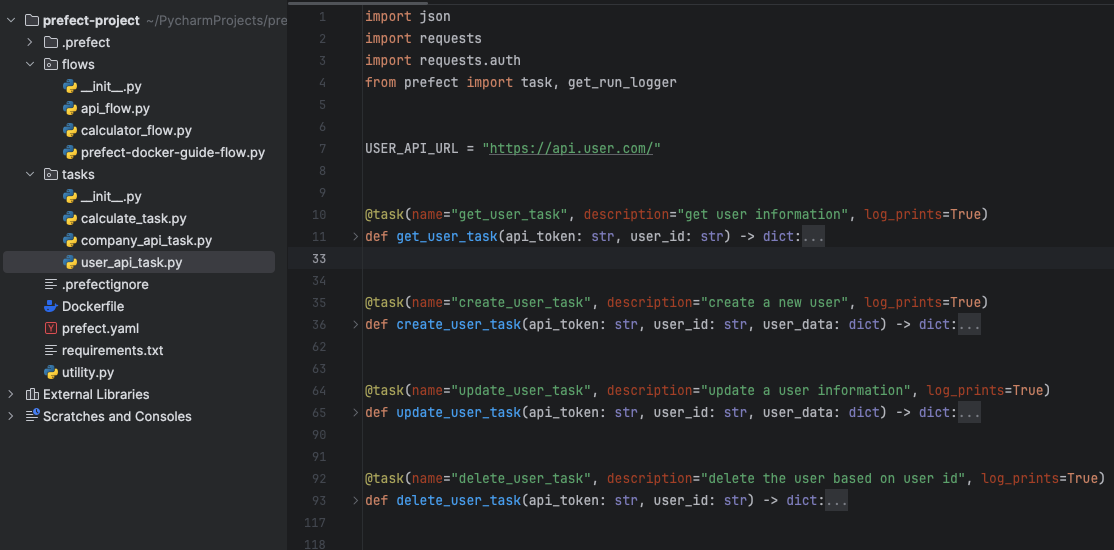 prefect-project ~/PycharmProjects/pre
.prefect
flows
__init__.py
api_flow.py
calculator_flow.py
prefect-docker-guide-flow.py
tasks
__init__.py
calculate_task.py
company_api_task.py
user_api_task.py
.prefectignore
Dockerfile
prefect.yaml
requirements.txt
utility.py
External Libraries
Scratches and Consoles
1 import json
2 import requests
3 import requests.auth
4 from prefect import task, get_run_logger
5
6
7 USER_API_URL = "https://api.user.com/"
8
9
10 @task(name="get_user_task", description="get user information", log_prints=True)
11 def get_user_task(api_token: str, user_id: str) -> dict:...
33
34
35 @task(name="create_user_task", description="create a new user", log_prints=True)
36 def create_user_task(api_token: str, user_id: str, user_data: dict) -> dict:...
62
63
64 @task(name="update_user_task", description="update a user information", log_prints=True)
65 def update_user_task(api_token: str, user_id: str, user_data: dict) -> dict:...
90
91
92 @task(name="delete_user_task", description="delete the user based on user id", log_prints=True)
93 def delete_user_task(api_token: str, user_id: str) -> dict:...
117
118